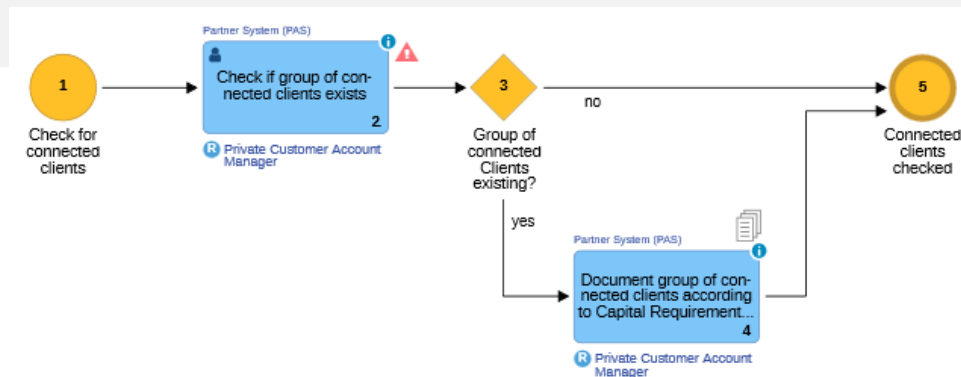 Partner System (PAS)
i
1
Check if group of con-
nected clients exists
2
3
no
5
Check for
connected
clients
R Private Customer Account
Manager
Group of
connected
Clients
existing?
Connected
clients
checked
yes
Partner System (PAS)
i
Document group of con-
nected clients according
to Capital Requirement...
4
R Private Customer Account
Manager